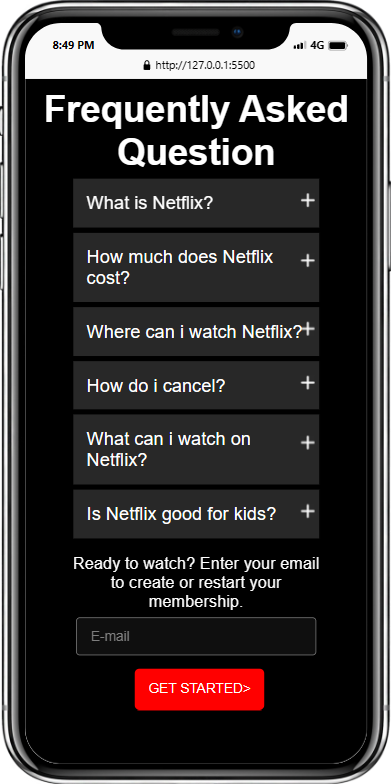 8:49 PM 4G
http://127.0.0.1:5500
Frequently Asked
Question
What is Netflix?
How much does Netflix
cost?
Where can i watch Netflix?
How do i cancel?
What can i watch on
Netflix?
Is Netflix good for kids?
Ready to watch? Enter your email
to create or restart your
membership.
E-mail
GET STARTED>